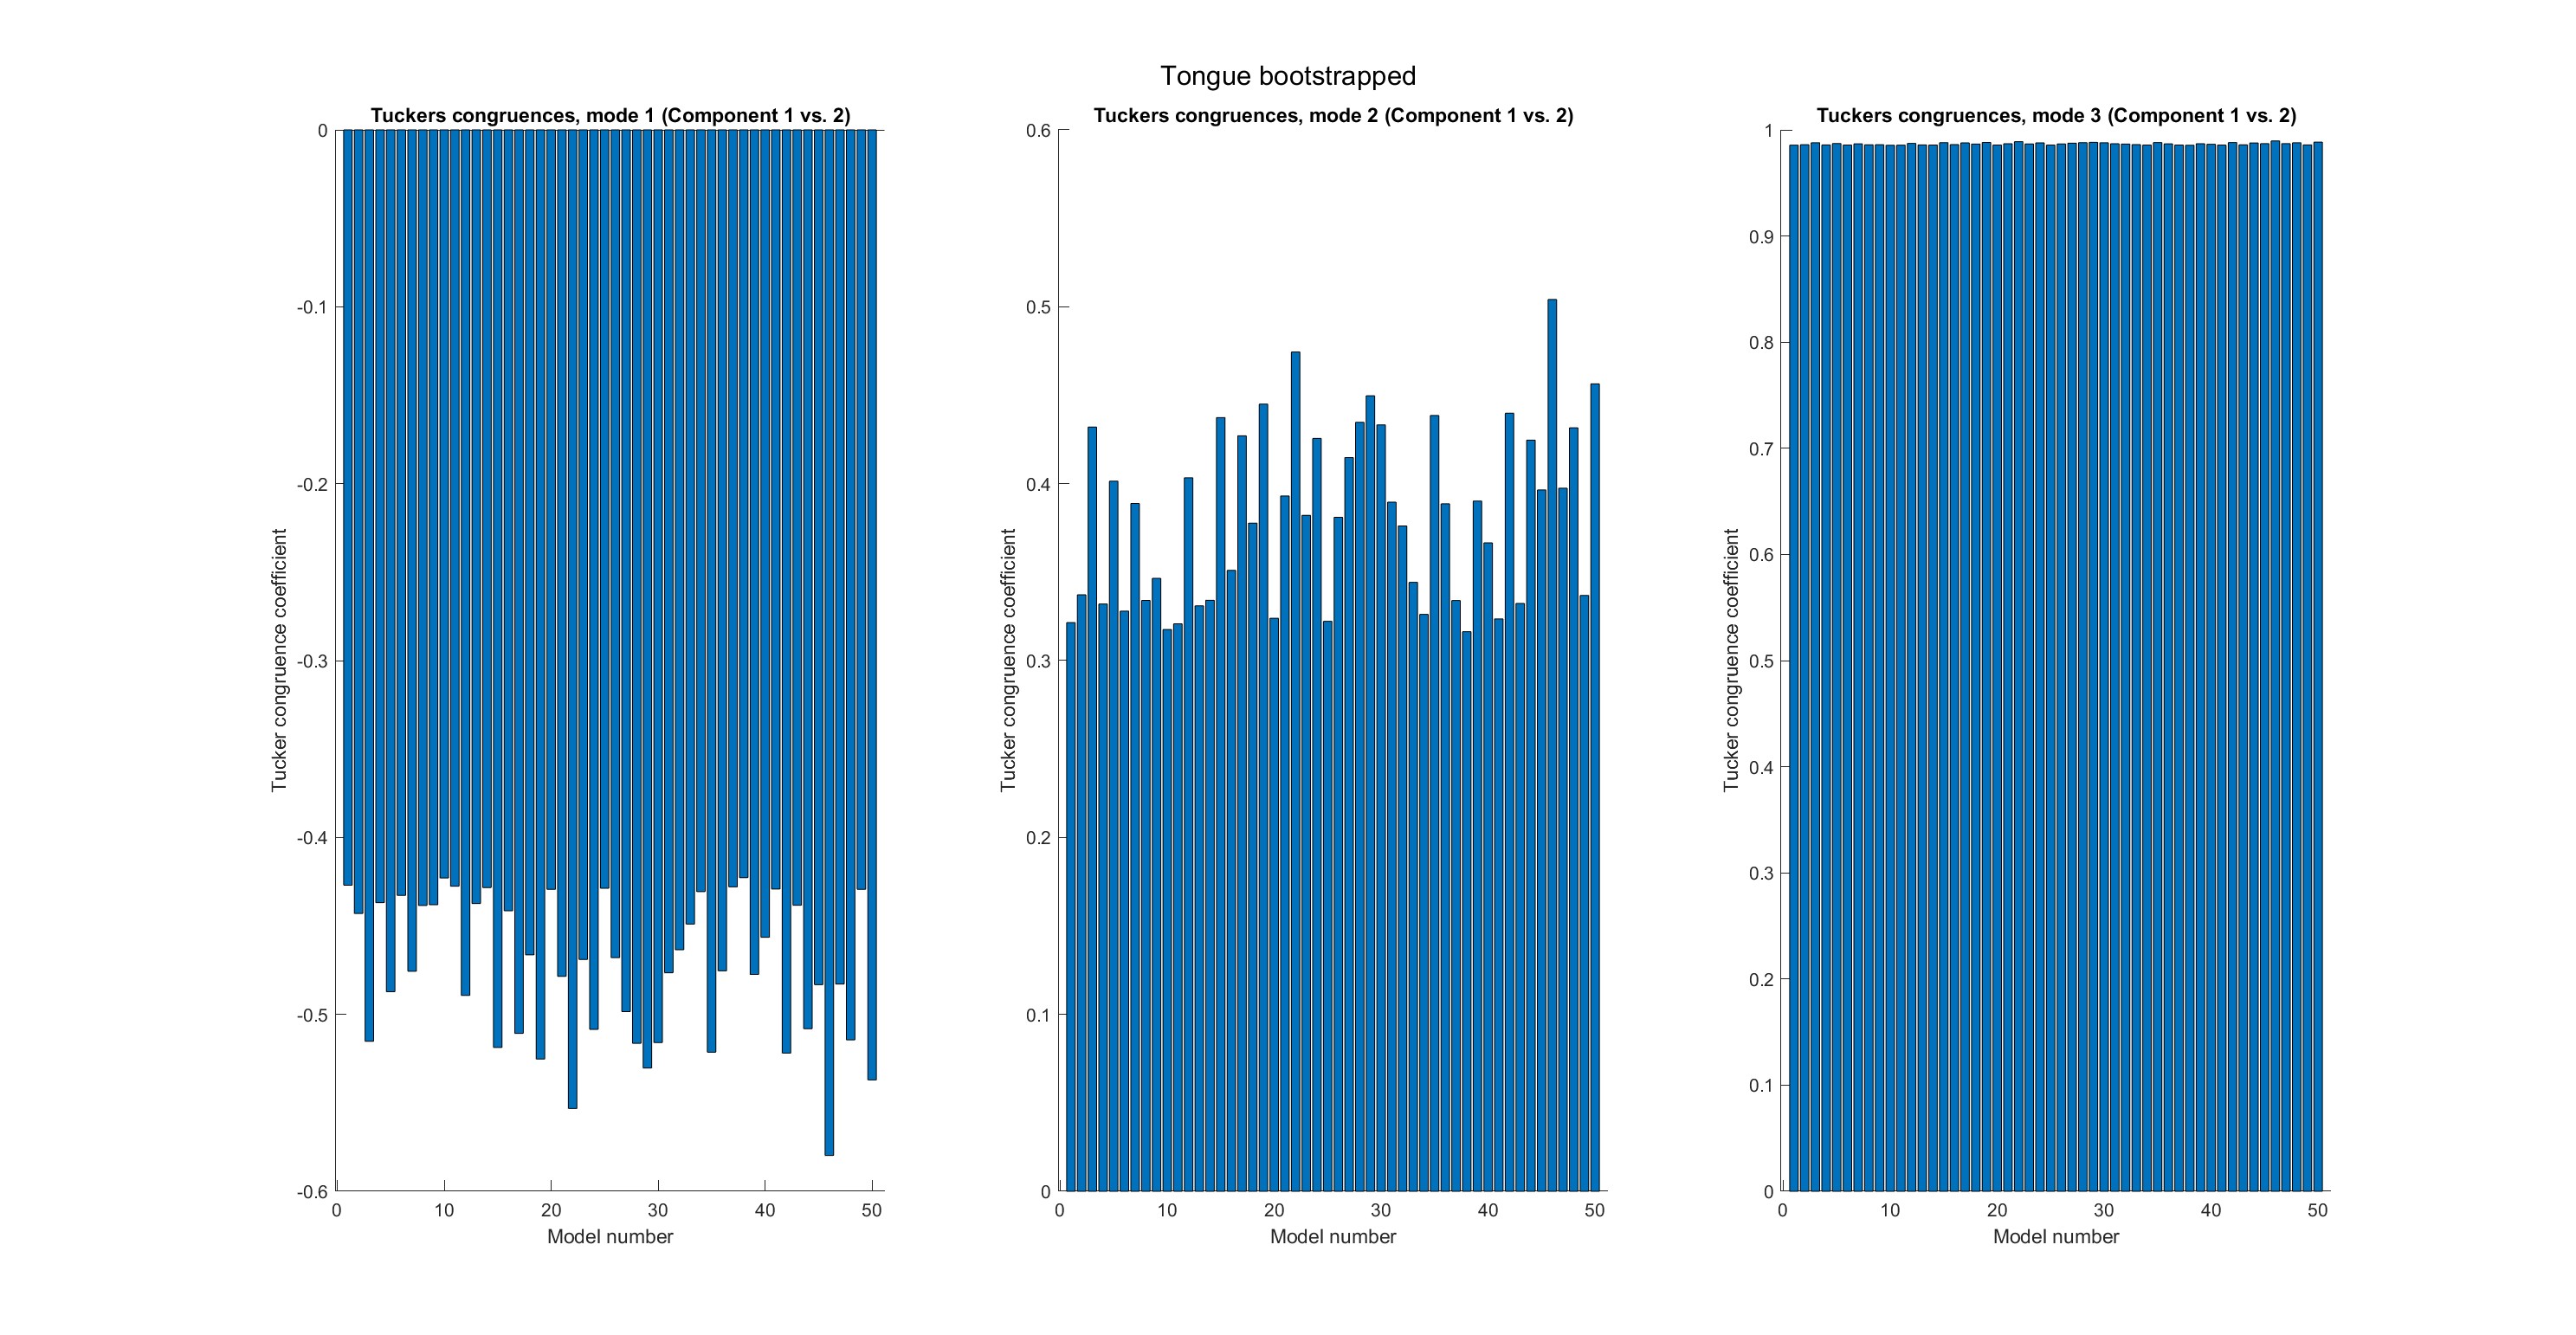 Tongue bootstrapped
Tuckers congruences, mode 1 (Component 1 vs. 2)
0
-0.1
-0.2
-0.3
-0.4
-0.5
-0.6
Tucker congruence coefficient
0 10 20 30 40 50
Model number
Tuckers congruences, mode 2 (Component 1 vs. 2)
0.6
0.5
0.4
0.3
0.2
0.1
0
Tucker congruence coefficient
0 10 20 30 40 50
Model number
Tuckers congruences, mode 3 (Component 1 vs. 2)
1
0.9
0.8
0.7
0.6
0.5
0.4
0.3
0.2
0.1
0
Tucker congruence coefficient
0 10 20 30 40 50
Model number